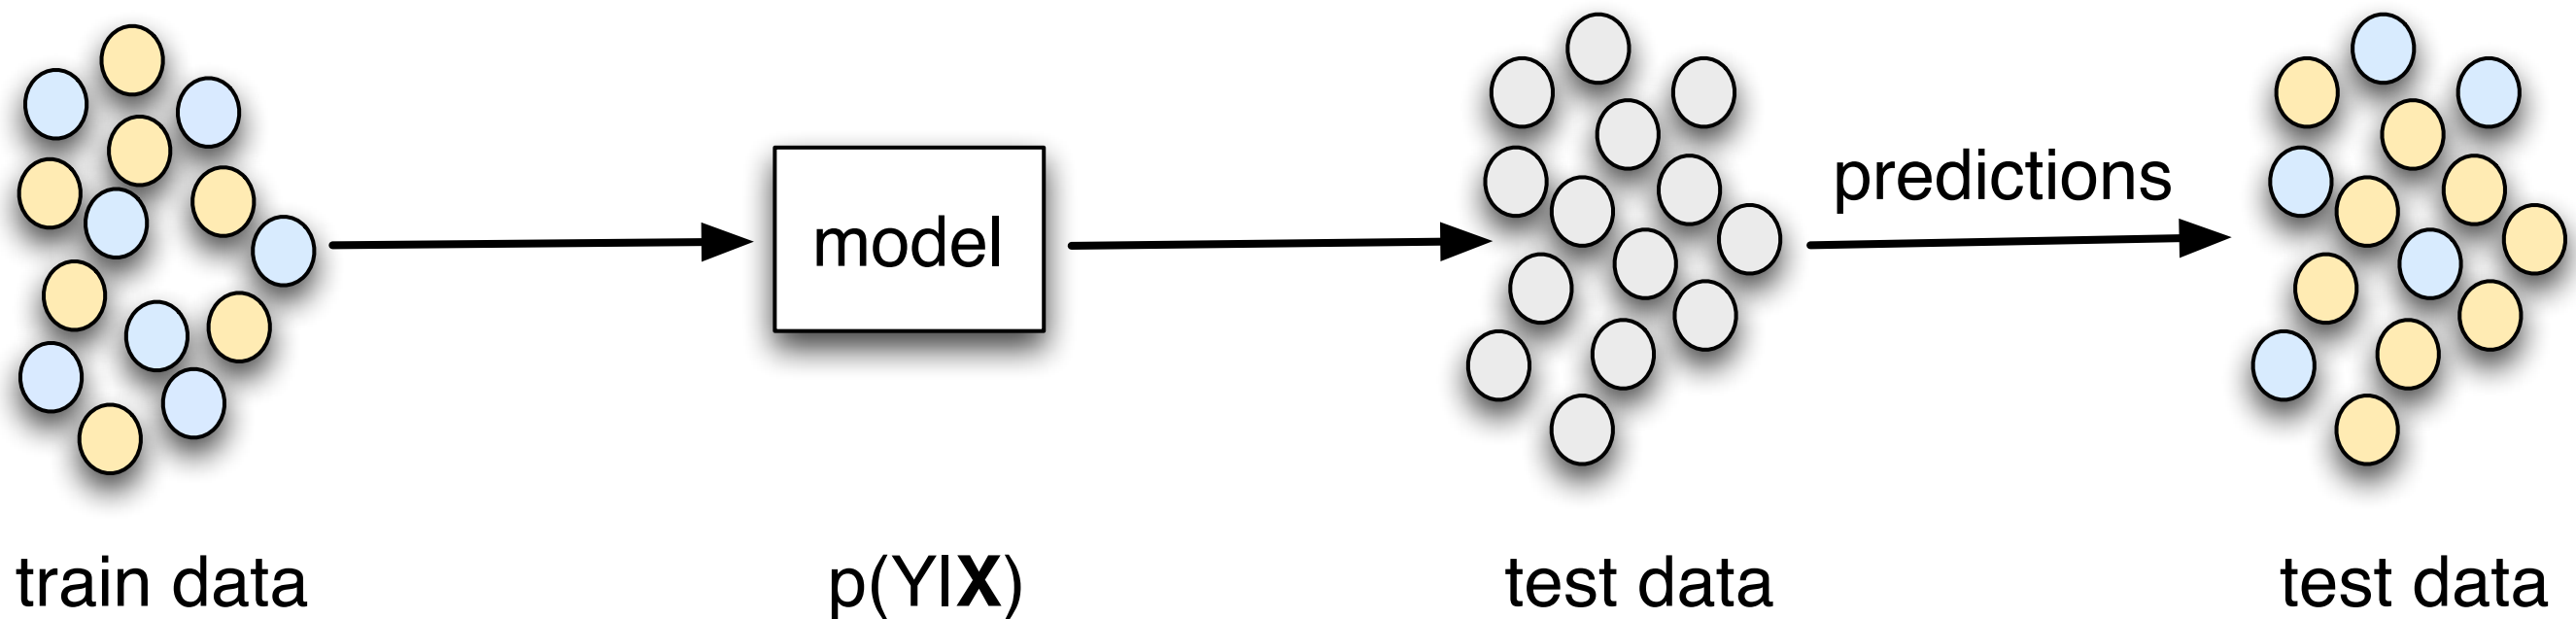 model
predictions
train data
p(Y|X)
test data
test data